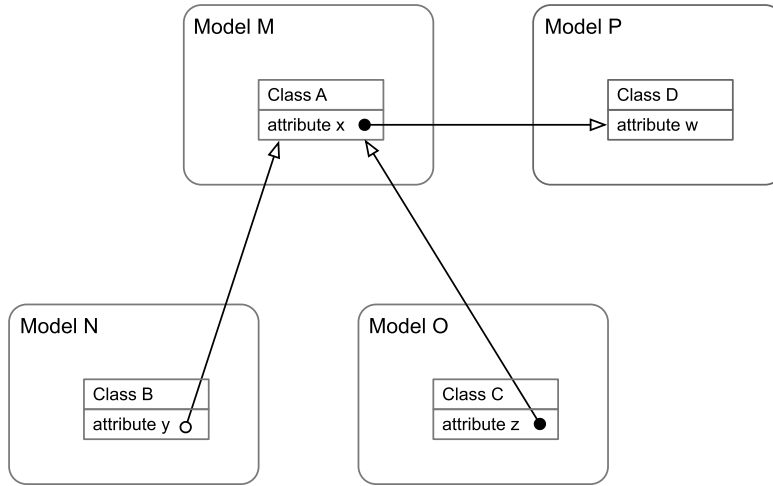 Model M
Class A
attribute x
Model P
Class D
attribute w
Model N
Class B
attribute y
Model O
Class C
attribute z